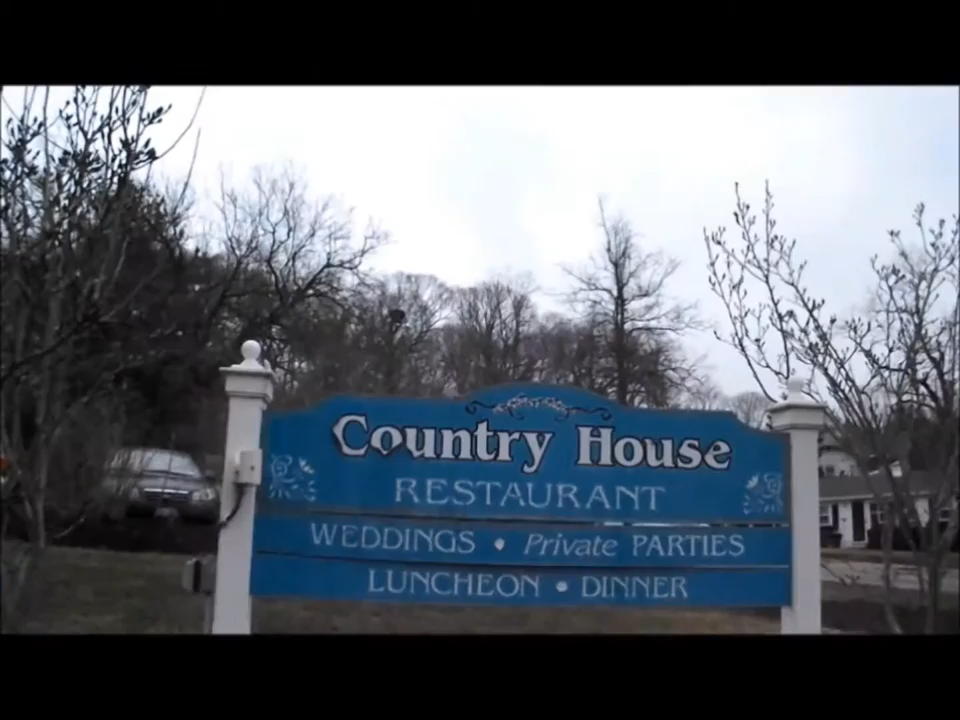 Country House
RESTAURANT
WEDDINGS • Private PARTIES
LUNCHEON • DINNER